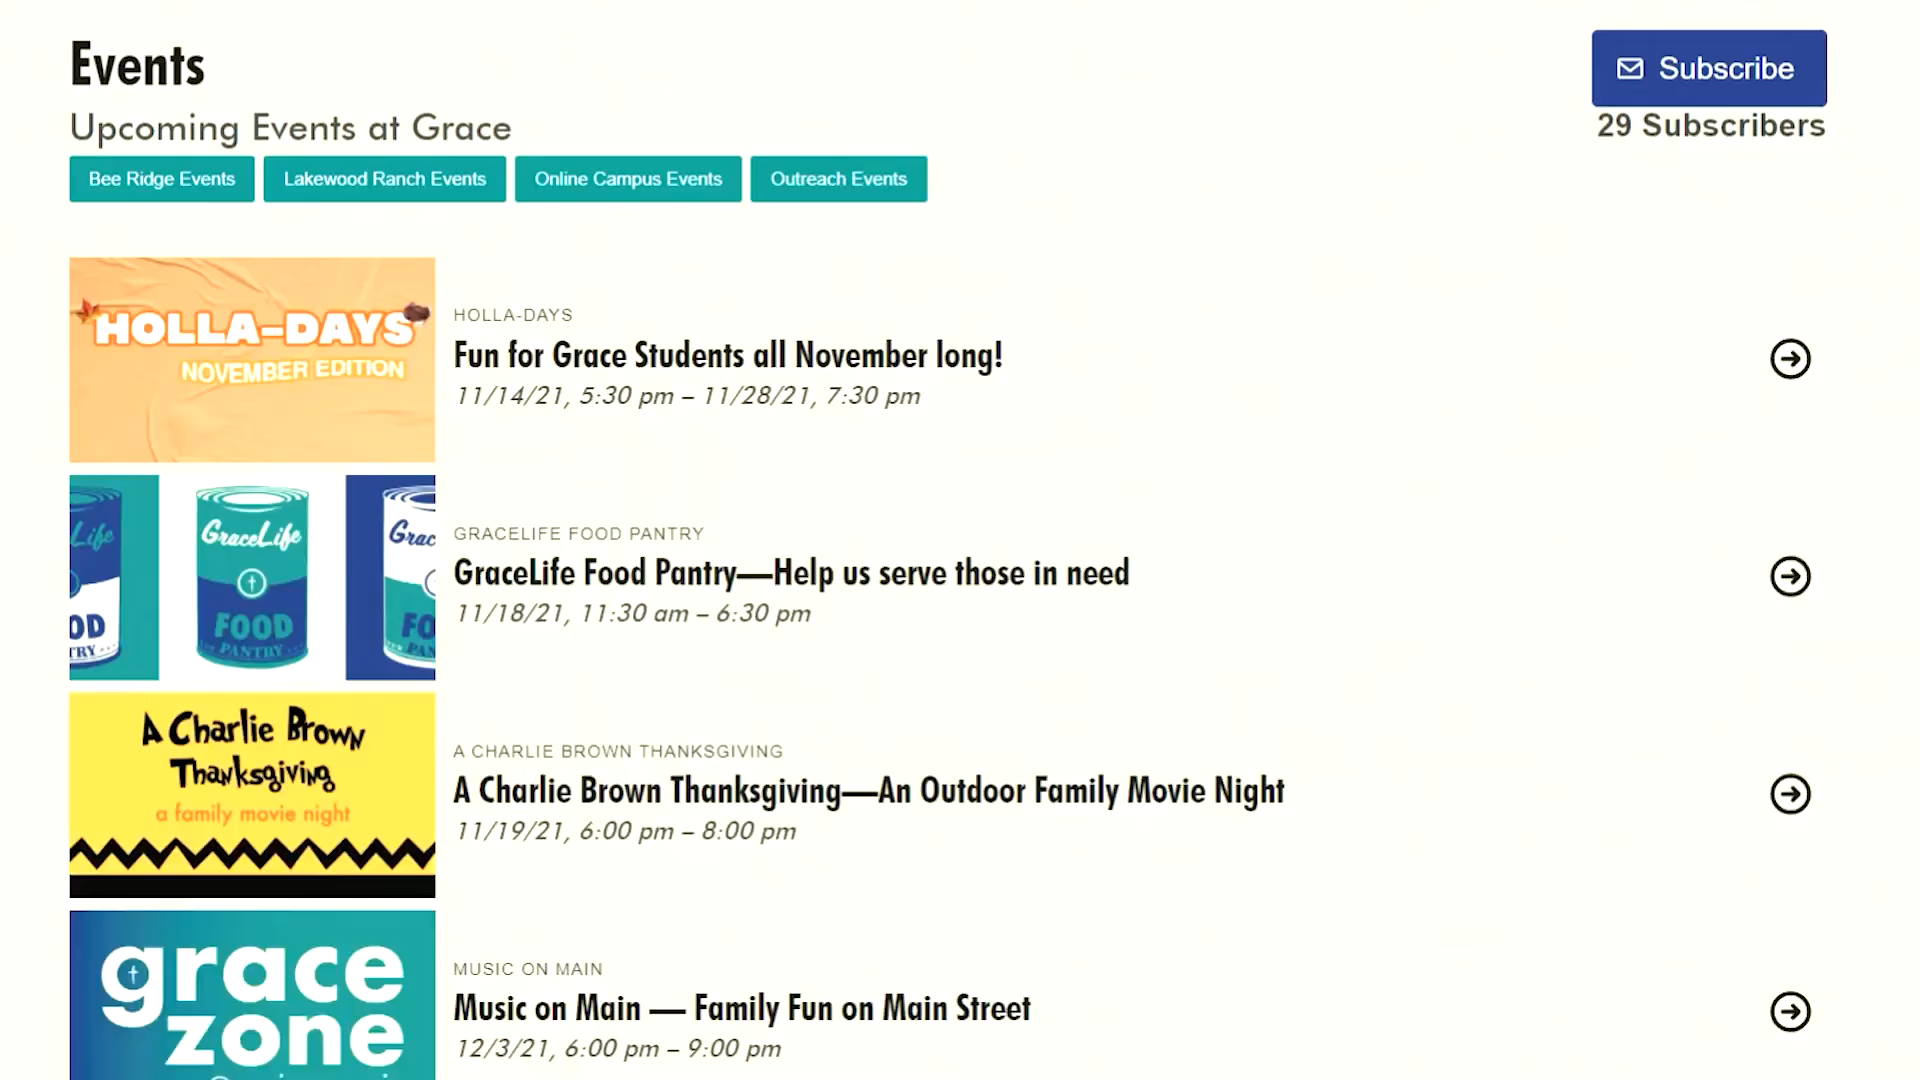 Events
Subscribe
Upcoming Events at Grace
29 Subscribers
Bee Ridge Events
Lakewood Ranch Events
Online Campus Events
Outreach Events
HOLLA-DAYS
NOVEMBER EDITION
HOLLA-DAYS
Fun for Grace Students all November long!
11/14/21, 5:30 pm – 11/28/21, 7:30 pm
Life
OD
TRY
GraceLife
FOOD
PANTRY
Grac
FO
PAN
GRACELIFE FOOD PANTRY
GraceLife Food Pantry—Help us serve those in need
11/18/21, 11:30 am – 6:30 pm
A Charlie Brown
Thanksgiving
a family movie night
A CHARLIE BROWN THANKSGIVING
A Charlie Brown Thanksgiving—An Outdoor Family Movie Night
11/19/21, 6:00 pm – 8:00 pm
grace
zone
MUSIC ON MAIN
Music on Main — Family Fun on Main Street
12/3/21, 6:00 pm – 9:00 pm